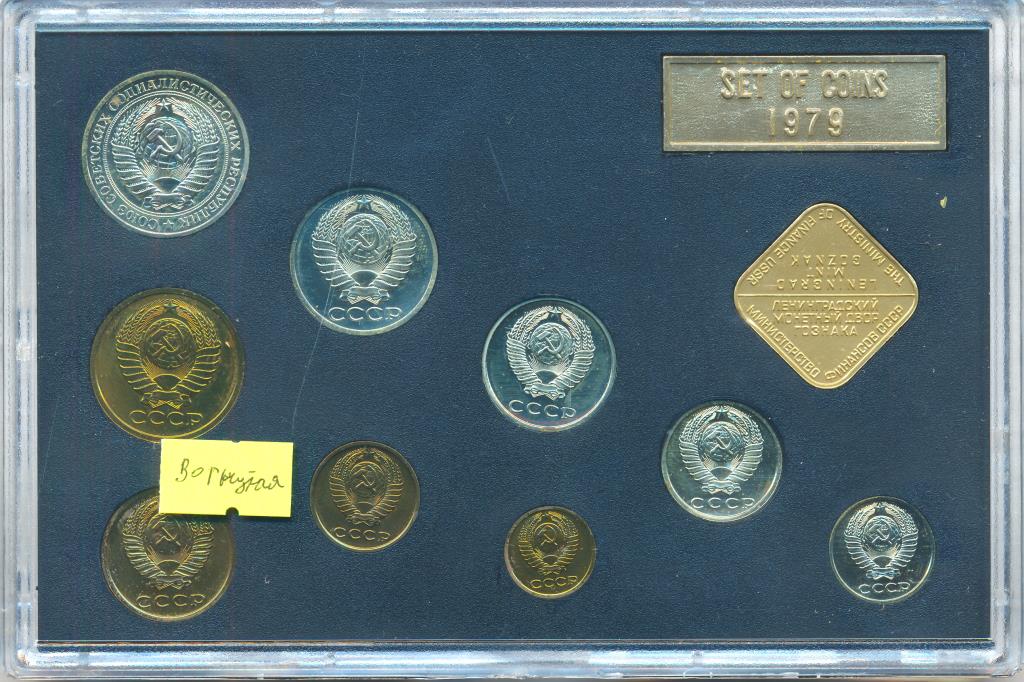 SET OF COINS
1979
СОЮЗ СОВЕТСКИХ СОЦИАЛИСТИЧЕСКИХ РЕСПУБЛИК
СССР
СССР
СССР
СССР
СССР
СССР
СССР
СССР
THE MINISTRY OF FINANCE USSR
LENINGRAD
MINT
GOZNAK
ЛЕНИНГРАДСКИЙ
МОНЕТНЫЙ ДВОР
ГОЗНАКА
МИНИСТЕРСТВО ФИНАНСОВ СССР
Вогнутая